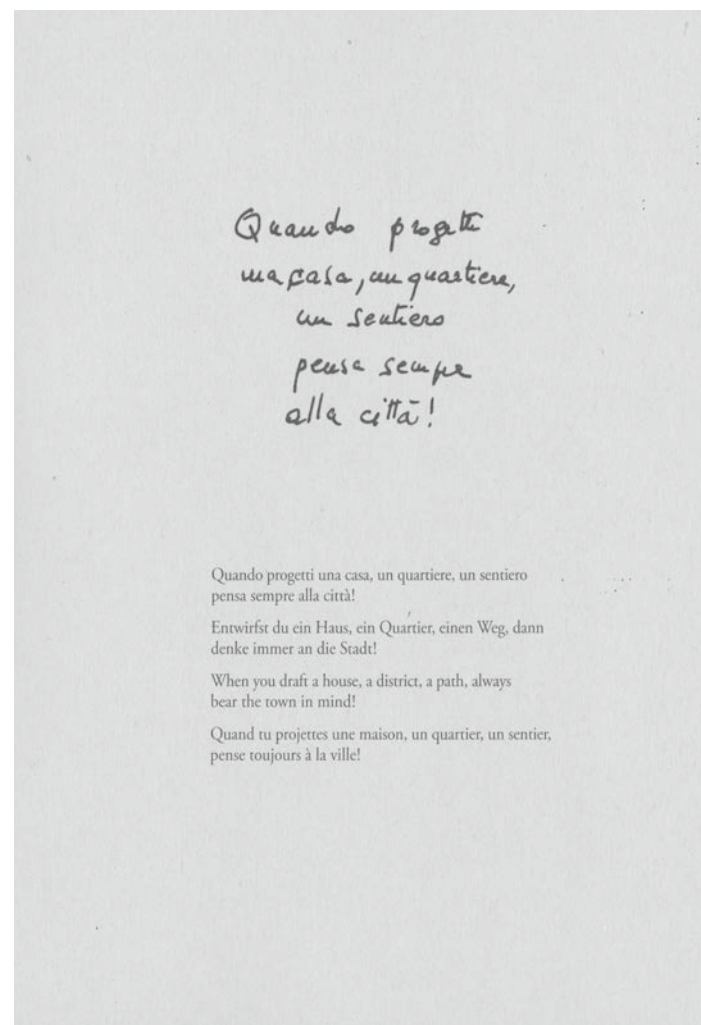 Quando progetti
una casa, un quartiere,
un sentiero
pensa sempre
alla città!
Quando progetti una casa, un quartiere, un sentiero
pensa sempre alla città!
Entwirfst du ein Haus, ein Quartier, einen Weg, dann
denke immer an die Stadt!
When you draft a house, a district, a path, always
bear the town in mind!
Quand tu projettes une maison, un quartier, un sentier,
pense toujours à la ville!